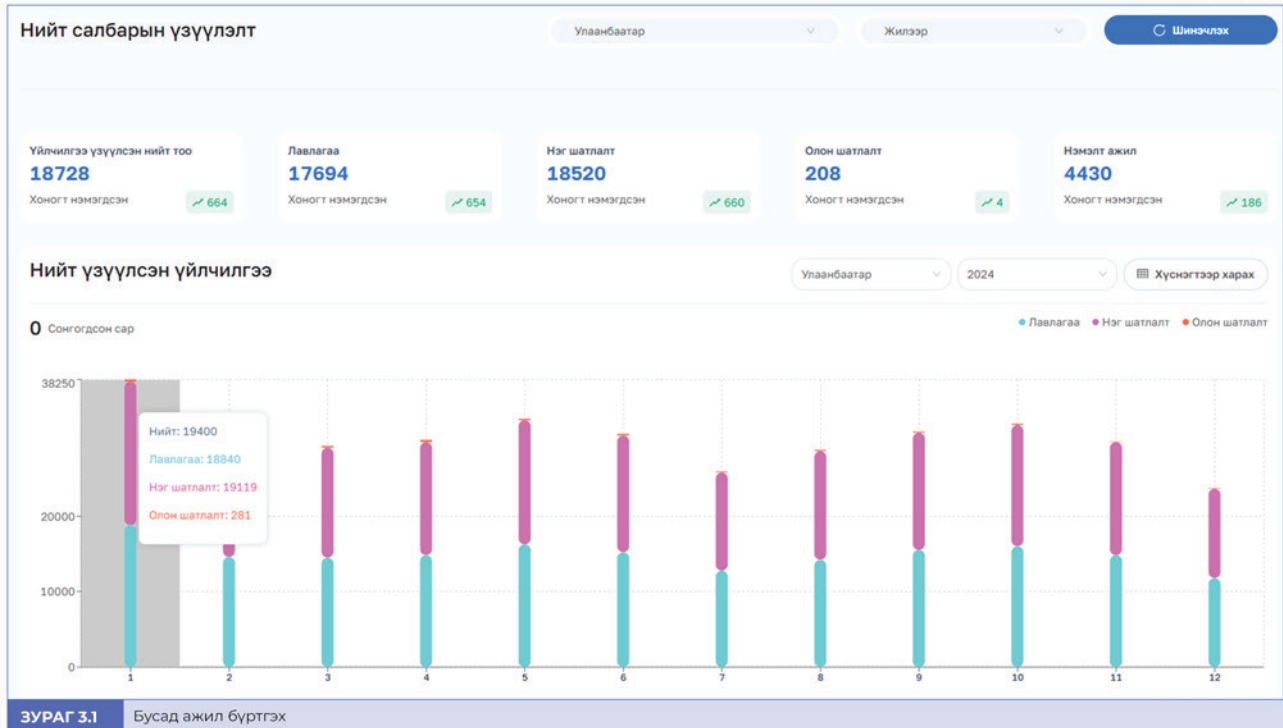 Нийт салбарын үзүүлэлт
Улаанбаатар
Жилээр
Шинэчлэх
Үйлчилгээ үзүүлсэн нийт тоо
18728
Хоногт нэмэгдсэн
664
Лавлагаа
17694
Хоногт нэмэгдсэн
654
Нэг шатлалт
18520
Хоногт нэмэгдсэн
660
Олон шатлалт
208
Хоногт нэмэгдсэн
4
Нэмэлт ажил
4430
Хоногт нэмэгдсэн
186
Нийт үзүүлсэн үйлчилгээ
Улаанбаатар
2024
Хүснэгтээр харах
0 Сонгогдсон сар
Лавлагаа Нэг шатлалт Олон шатлалт
38250
20000
10000
0
Нийт: 19400
Лавлагаа: 18840
Нэг шатлалт: 19119
Олон шатлалт: 281
1 2 3 4 5 6 7 8 9 10 11 12
ЗУРАГ 3.1 Бусад ажил бүртгэх